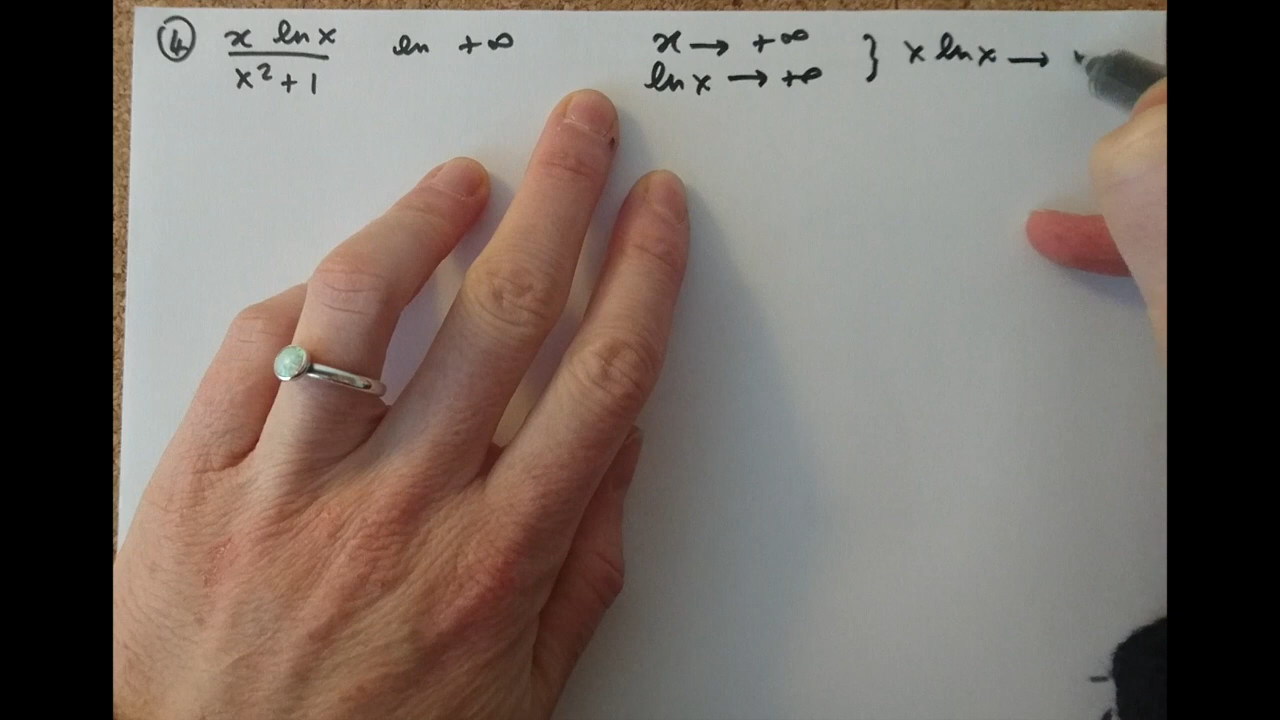 ④ x ln x / x² + 1 en +∞
x → +∞
ln x → +∞ } x ln x →